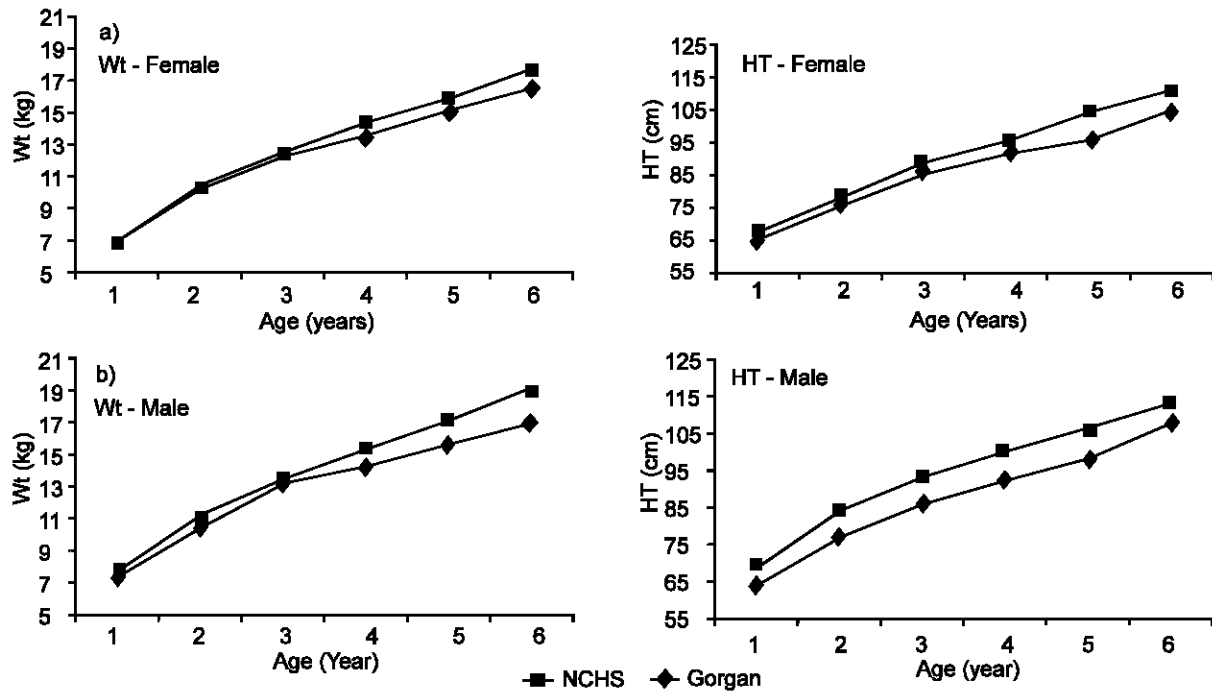 a)
Wt - Female
Wt (kg)
21
19
17
15
13
11
9
7
5
1 2 3 4 5 6
Age (years)
HT - Female
HT (cm)
125
115
105
95
85
75
65
55
1 2 3 4 5 6
Age (Years)
b)
Wt - Male
Wt (kg)
21
19
17
15
13
11
9
7
5
1 2 3 4 5 6
Age (Year)
HT - Male
HT (cm)
125
115
105
95
85
75
65
55
1 2 3 4 5 6
Age (year)
NCHS Gorgan